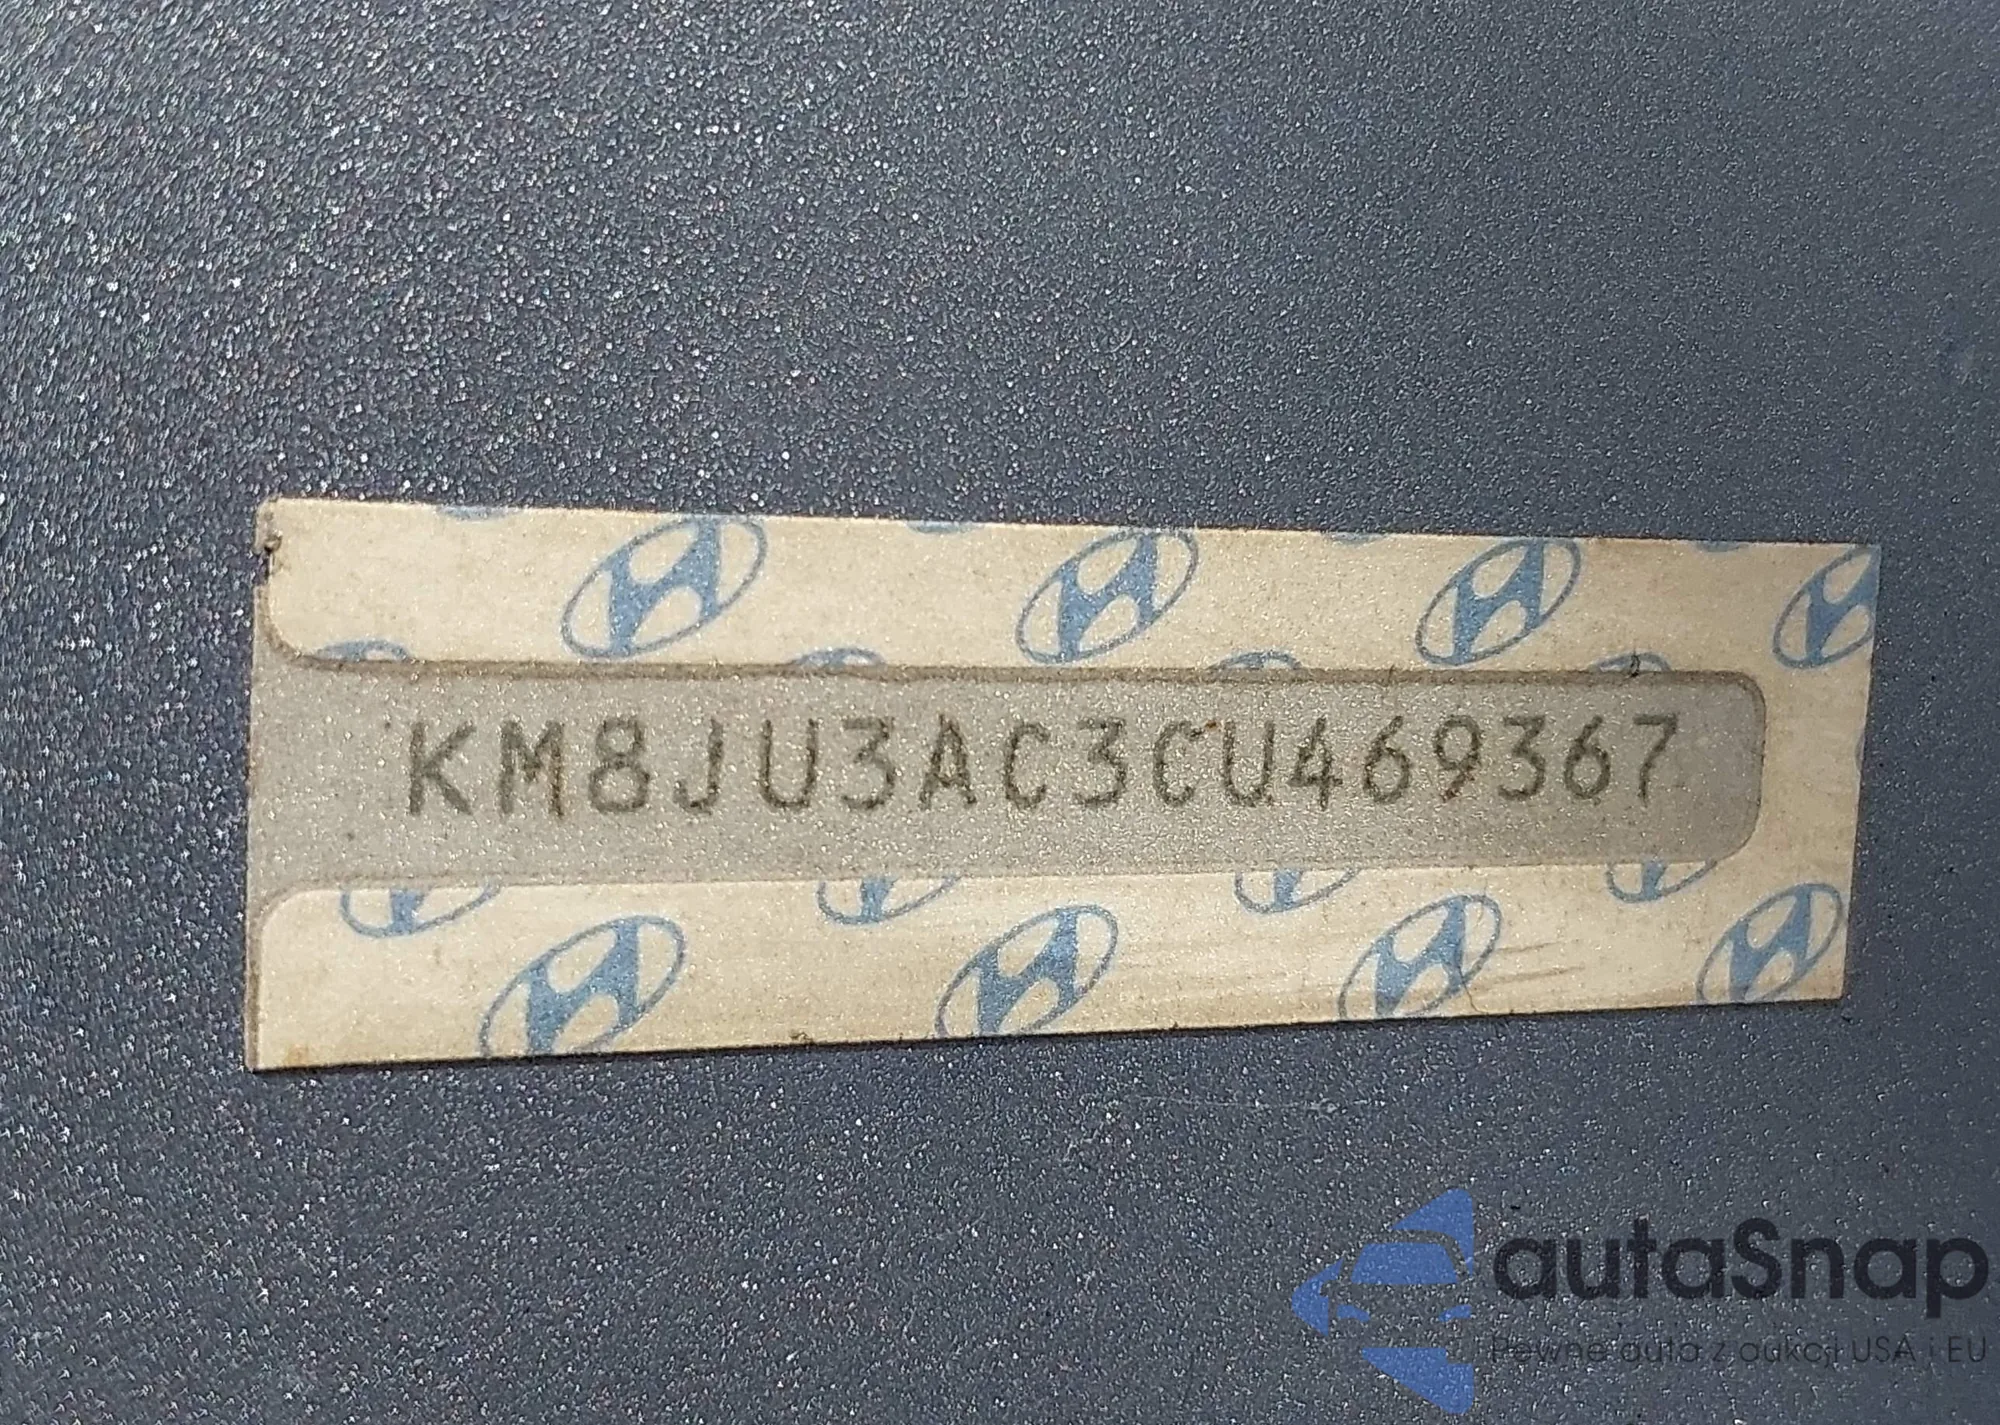 KM8JU3AC3CU469367
autaSnap
Pewne auta z aukcji USA i EU